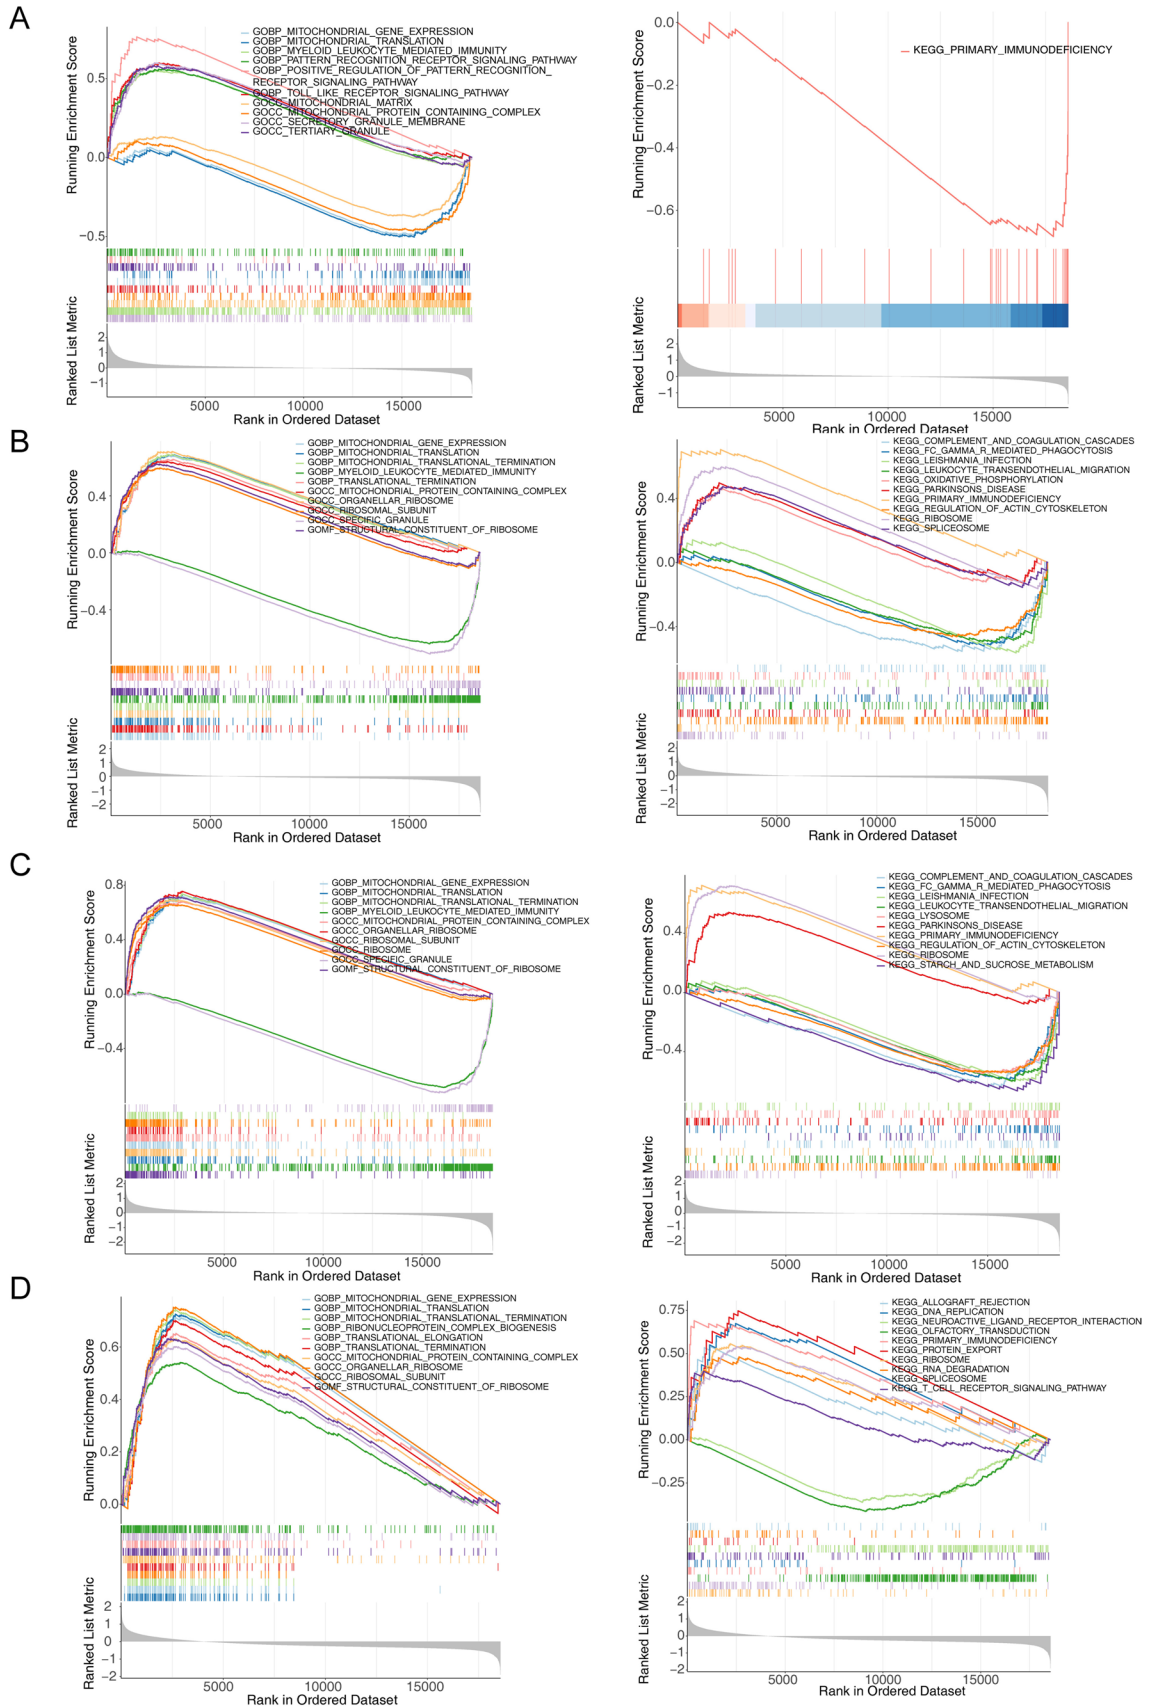 A
Running Enrichment Score
0.5
0.0
−0.5
GOBP_MITOCHONDRIAL_GENE_EXPRESSION
GOBP_MITOCHONDRIAL_TRANSLATION
GOBP_MYELOID_LEUKOCYTE_MEDIATED_IMMUNITY
GOBP_PATTERN_RECOGNITION_RECEPTOR_SIGNALING_PATHWAY
GOBP_POSITIVE_REGULATION_OF_PATTERN_RECOGNITION_
RECEPTOR_SIGNALING_PATHWAY
GOBP_TOLL_LIKE_RECEPTOR_SIGNALING_PATHWAY
GOCC_MITOCHONDRIAL_MATRIX
GOCC_MITOCHONDRIAL_PROTEIN_CONTAINING_COMPLEX
GOCC_SECRETORY_GRANULE_MEMBRANE
GOCC_TERTIARY_GRANULE
Ranked List Metric
2
1
0
−1
5000 10000 15000
Rank in Ordered Dataset
Running Enrichment Score
0.0
−0.2
−0.4
−0.6
KEGG_PRIMARY_IMMUNODEFICIENCY
Ranked List Metric
2
1
0
−1
5000 10000 15000
Rank in Ordered Dataset
B
Running Enrichment Score
0.4
0.0
−0.4
GOBP_MITOCHONDRIAL_GENE_EXPRESSION
GOBP_MITOCHONDRIAL_TRANSLATION
GOBP_MITOCHONDRIAL_TRANSLATIONAL_TERMINATION
GOBP_MYELOID_LEUKOCYTE_MEDIATED_IMMUNITY
GOBP_TRANSLATIONAL_TERMINATION
GOCC_MITOCHONDRIAL_PROTEIN_CONTAINING_COMPLEX
GOCC_ORGANELLAR_RIBOSOME
GOCC_RIBOSOMAL_SUBUNIT
GOCC_SPECIFIC_GRANULE
GOMF_STRUCTURAL_CONSTITUENT_OF_RIBOSOME
Ranked List Metric
2
1
0
−1
−2
5000 10000 15000
Rank in Ordered Dataset
Running Enrichment Score
0.4
0.0
−0.4
KEGG_COMPLEMENT_AND_COAGULATION_CASCADES
KEGG_FC_GAMMA_R_MEDIATED_PHAGOCYTOSIS
KEGG_LEISHMANIA_INFECTION
KEGG_LEUKOCYTE_TRANSENDOTHELIAL_MIGRATION
KEGG_OXIDATIVE_PHOSPHORYLATION
KEGG_PARKINSONS_DISEASE
KEGG_PRIMARY_IMMUNODEFICIENCY
KEGG_REGULATION_OF_ACTIN_CYTOSKELETON
KEGG_RIBOSOME
KEGG_SPLICEOSOME
Ranked List Metric
2
1
0
−1
−2
5000 10000 15000
Rank in Ordered Dataset
C
Running Enrichment Score
0.8
0.4
0.0
−0.4
GOBP_MITOCHONDRIAL_GENE_EXPRESSION
GOBP_MITOCHONDRIAL_TRANSLATION
GOBP_MITOCHONDRIAL_TRANSLATIONAL_TERMINATION
GOBP_MYELOID_LEUKOCYTE_MEDIATED_IMMUNITY
GOCC_MITOCHONDRIAL_PROTEIN_CONTAINING_COMPLEX
GOCC_ORGANELLAR_RIBOSOME
GOCC_RIBOSOMAL_SUBUNIT
GOCC_RIBOSOME
GOCC_SPECIFIC_GRANULE
GOMF_STRUCTURAL_CONSTITUENT_OF_RIBOSOME
Ranked List Metric
2
1
0
−1
−2
5000 10000 15000
Rank in Ordered Dataset
Running Enrichment Score
0.4
0.0
−0.4
KEGG_COMPLEMENT_AND_COAGULATION_CASCADES
KEGG_FC_GAMMA_R_MEDIATED_PHAGOCYTOSIS
KEGG_LEISHMANIA_INFECTION
KEGG_LEUKOCYTE_TRANSENDOTHELIAL_MIGRATION
KEGG_LYSOSOME
KEGG_PARKINSONS_DISEASE
KEGG_PRIMARY_IMMUNODEFICIENCY
KEGG_REGULATION_OF_ACTIN_CYTOSKELETON
KEGG_RIBOSOME
KEGG_STARCH_AND_SUCROSE_METABOLISM
Ranked List Metric
2
1
0
−1
−2
5000 10000 15000
Rank in Ordered Dataset
D
Running Enrichment Score
0.6
0.4
0.2
0.0
GOBP_MITOCHONDRIAL_GENE_EXPRESSION
GOBP_MITOCHONDRIAL_TRANSLATION
GOBP_MITOCHONDRIAL_TRANSLATIONAL_TERMINATION
GOBP_RIBONUCLEOPROTEIN_COMPLEX_BIOGENESIS
GOBP_TRANSLATIONAL_ELONGATION
GOBP_TRANSLATIONAL_TERMINATION
GOCC_MITOCHONDRIAL_PROTEIN_CONTAINING_COMPLEX
GOCC_ORGANELLAR_RIBOSOME
GOCC_RIBOSOMAL_SUBUNIT
GOMF_STRUCTURAL_CONSTITUENT_OF_RIBOSOME
Ranked List Metric
2
1
0
−1
−2
5000 10000 15000
Rank in Ordered Dataset
Running Enrichment Score
0.75
0.50
0.25
0.00
−0.25
KEGG_ALLOGRAFT_REJECTION
KEGG_DNA_REPLICATION
KEGG_NEUROACTIVE_LIGAND_RECEPTOR_INTERACTION
KEGG_OLFACTORY_TRANSDUCTION
KEGG_PRIMARY_IMMUNODEFICIENCY
KEGG_PROTEIN_EXPORT
KEGG_RIBOSOME
KEGG_RNA_DEGRADATION
KEGG_SPLICEOSOME
KEGG_T_CELL_RECEPTOR_SIGNALING_PATHWAY
Ranked List Metric
2
1
0
−1
−2
5000 10000 15000
Rank in Ordered Dataset